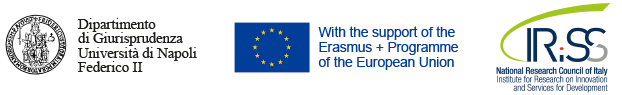 Dipartimento
di Giurisprudenza
Università di Napoli
Federico II
With the support of the
Erasmus + Programme
of the European Union
IRiSS
National Research Council of Italy
Institute for Research on Innovation
and Services for Development